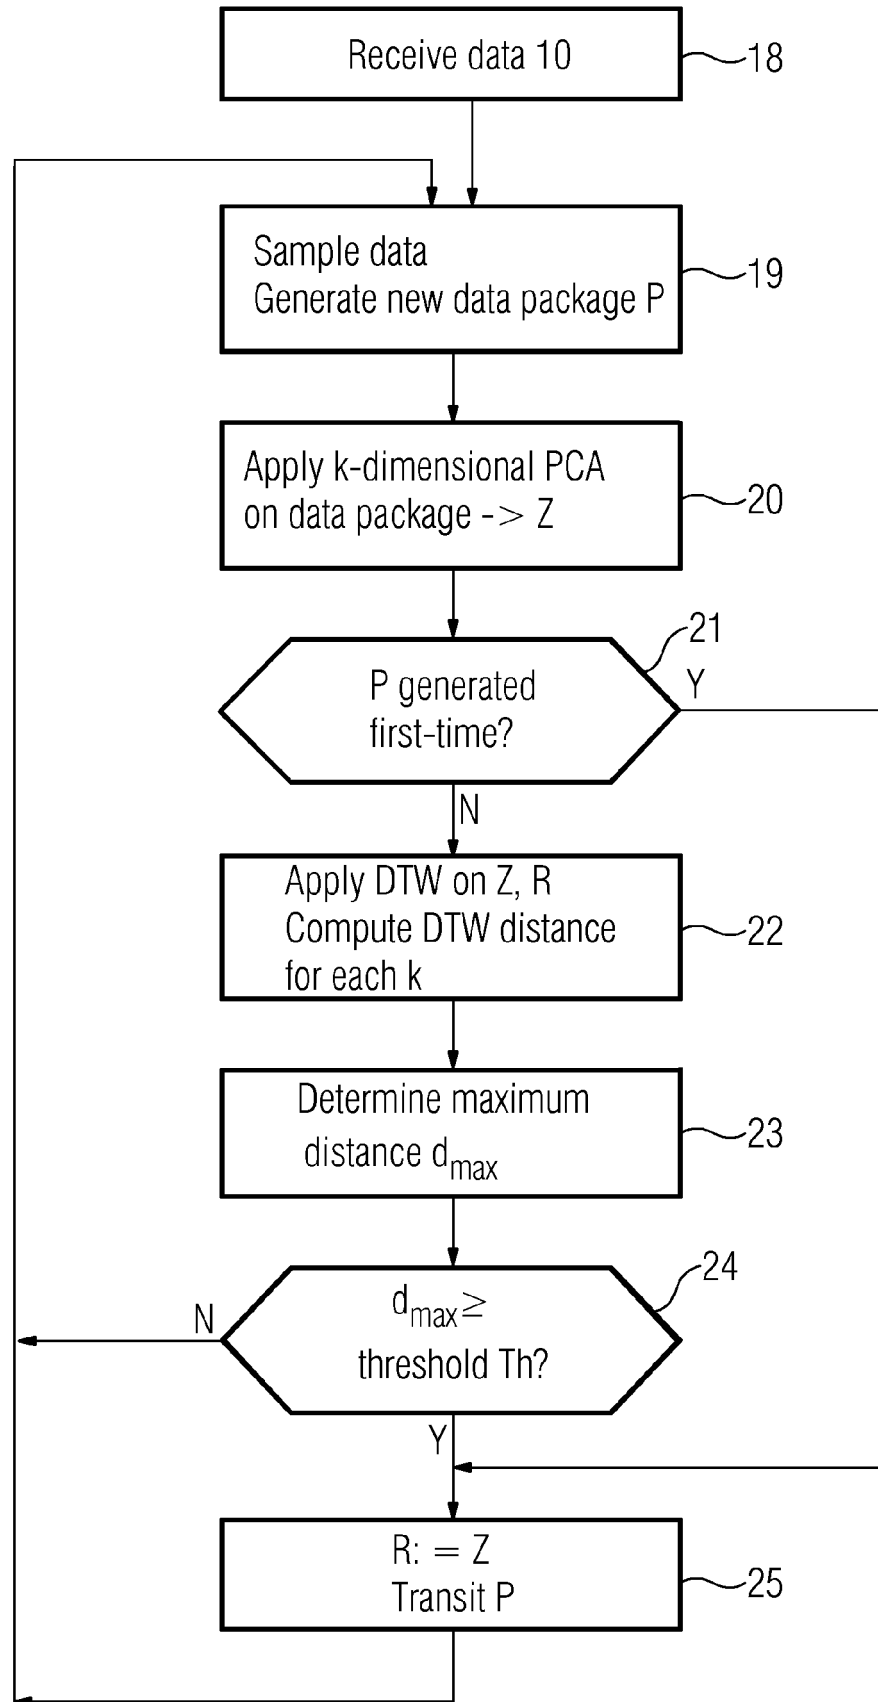 Receive data 10
18
Sample data
Generate new data package P
19
Apply k-dimensional PCA
on data package -> Z
20
21
P generated
first-time?
Y
N
Apply DTW on Z, R
Compute DTW distance
for each k
22
Determine maximum
distance dmax
23
24
dmax≥
threshold Th?
N
Y
R: = Z
Transit P
25